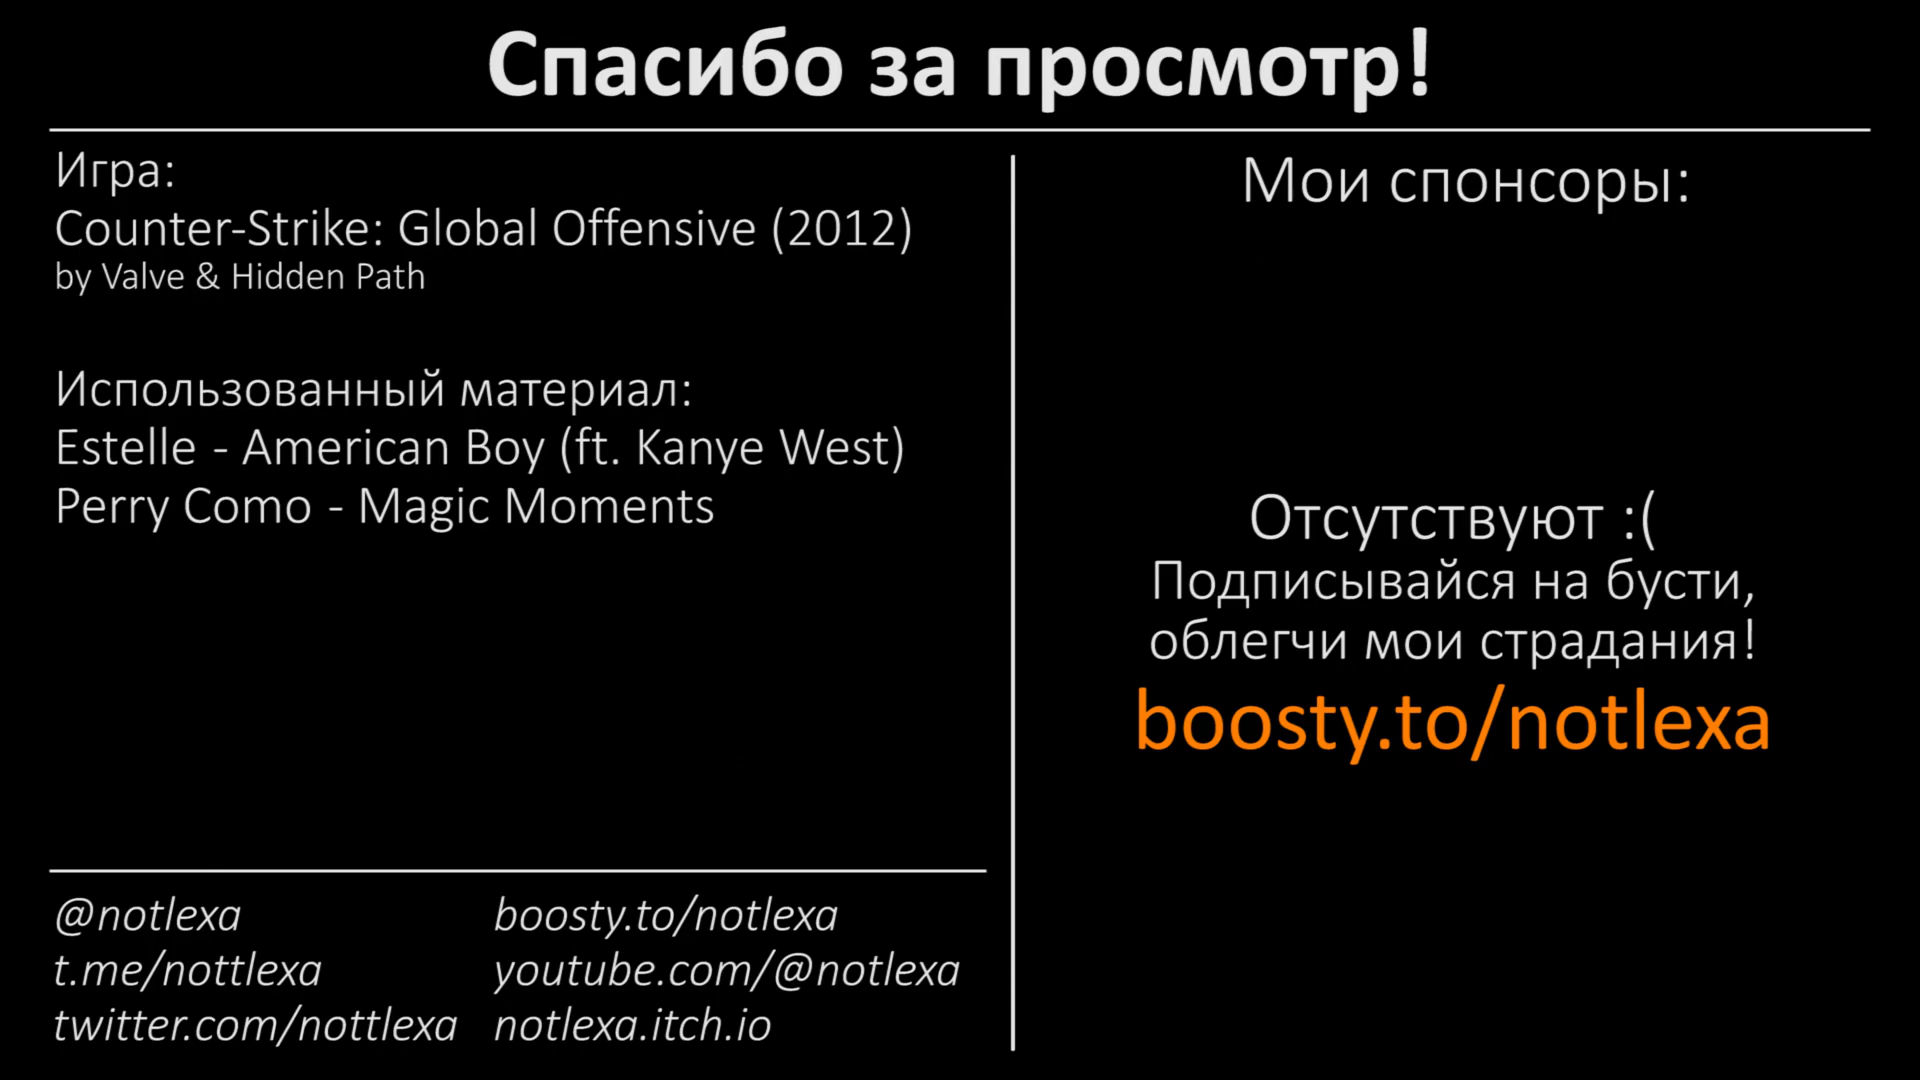 Спасибо за просмотр!
Игра:
Counter-Strike: Global Offensive (2012)
by Valve & Hidden Path
Использованный материал:
Estelle - American Boy (ft. Kanye West)
Perry Como - Magic Moments
@notlexa
t.me/nottlexa
twitter.com/nottlexa
boosty.to/notlexa
youtube.com/@notlexa
notlexa.itch.io
Мои спонсоры:
Отсутствуют :(
Подписывайся на бусти,
облегчи мои страдания!
boosty.to/notlexa